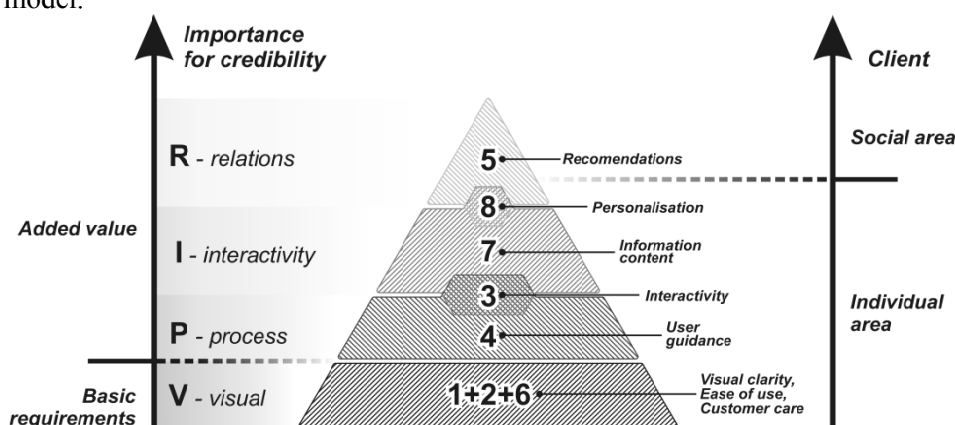 model.
Importance
for credibility
Client
R - relations
5
Recomendations
Social area
8
Personalisation
Added value
I - interactivity
7
Information
content
3
Interactivity
Individual
area
P - process
4
User
guidance
Basic
requirements
V - visual
1+2+6
Visual clarity,
Ease of use,
Customer care